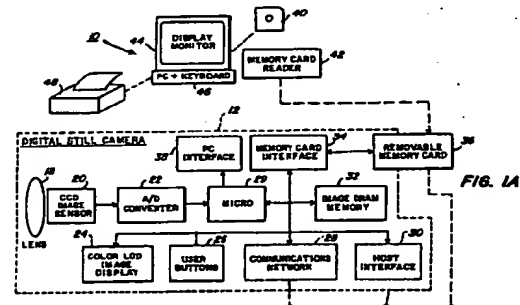 10
44
DISPLAY
MONITOR
40
MEMORY CARD
READER
42
PC + KEYBOARD
48
46
12
DIGITAL STILL CAMERA
38
PC
INTERFACE
MEMORY CARD
INTERFACE
34
REMOVABLE
MEMORY CARD
36
FIG. 1A
18
LENS
20
CCD
IMAGE
SENSOR
22
A/D
CONVERTER
29
MICRO
32
IMAGE DRAM
MEMORY
24
COLOR LCD
IMAGE
DISPLAY
26
USER
BUTTONS
28
COMMUNICATIONS
NETWORK
30
HOST
INTERFACE